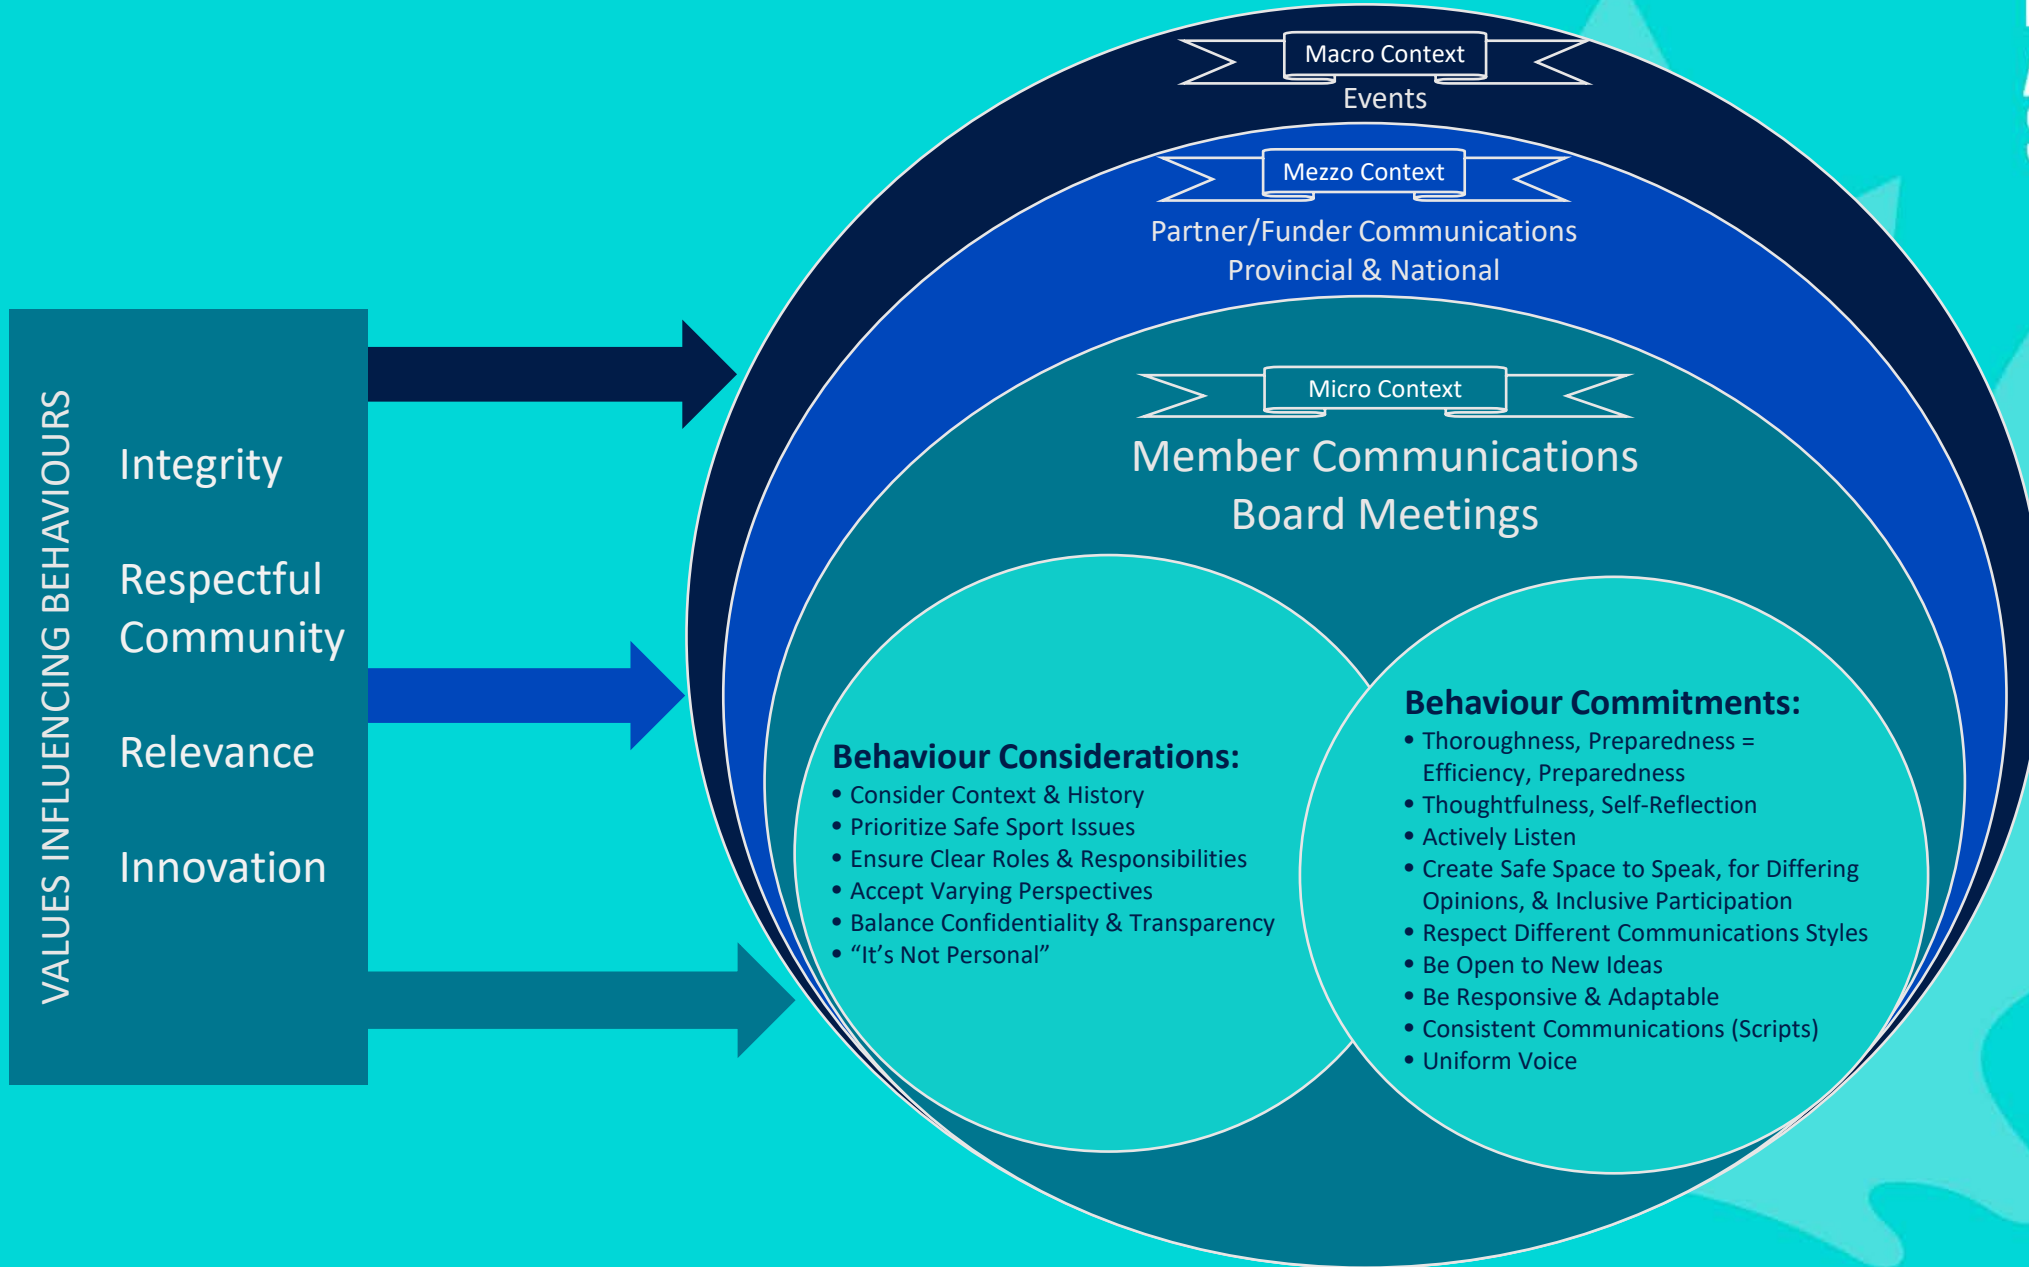 VALUES INFLUENCING BEHAVIOURS
Integrity
Respectful
Community
Relevance
Innovation
Macro Context
Events
Mezzo Context
Partner/Funder Communications
Provincial & National
Micro Context
Member Communications
Board Meetings
Behaviour Considerations:
• Consider Context & History
• Prioritize Safe Sport Issues
• Ensure Clear Roles & Responsibilities
• Accept Varying Perspectives
• Balance Confidentiality & Transparency
• “It’s Not Personal”
Behaviour Commitments:
• Thoroughness, Preparedness =
Efficiency, Preparedness
• Thoughtfulness, Self-Reflection
• Actively Listen
• Create Safe Space to Speak, for Differing
Opinions, & Inclusive Participation
• Respect Different Communications Styles
• Be Open to New Ideas
• Be Responsive & Adaptable
• Consistent Communications (Scripts)
• Uniform Voice